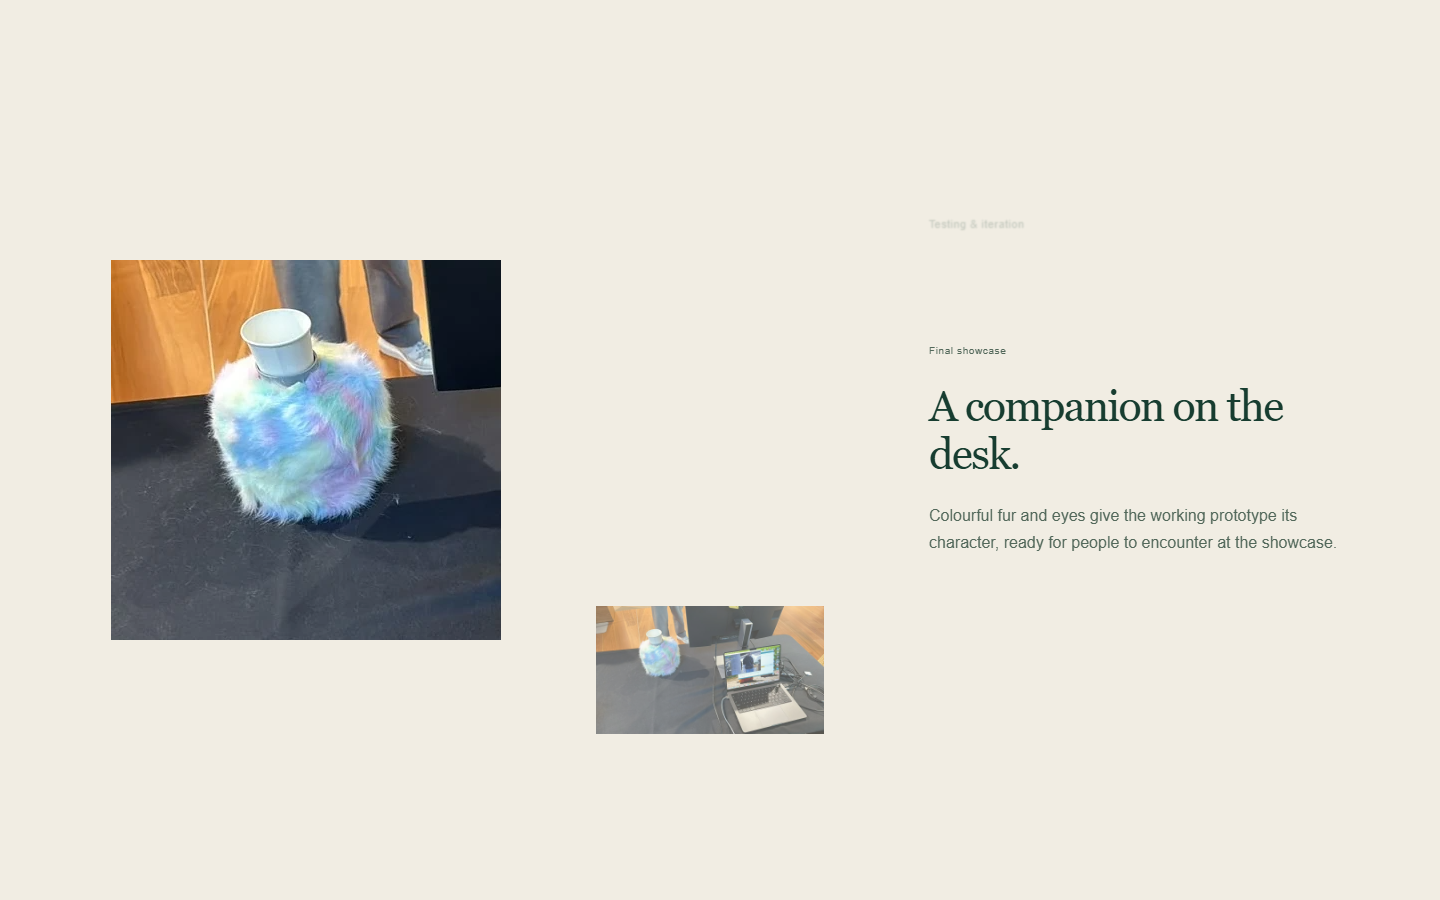 Testing & iteration
Final showcase
A companion on the
desk.
Colourful fur and eyes give the working prototype its
character, ready for people to encounter at the showcase.